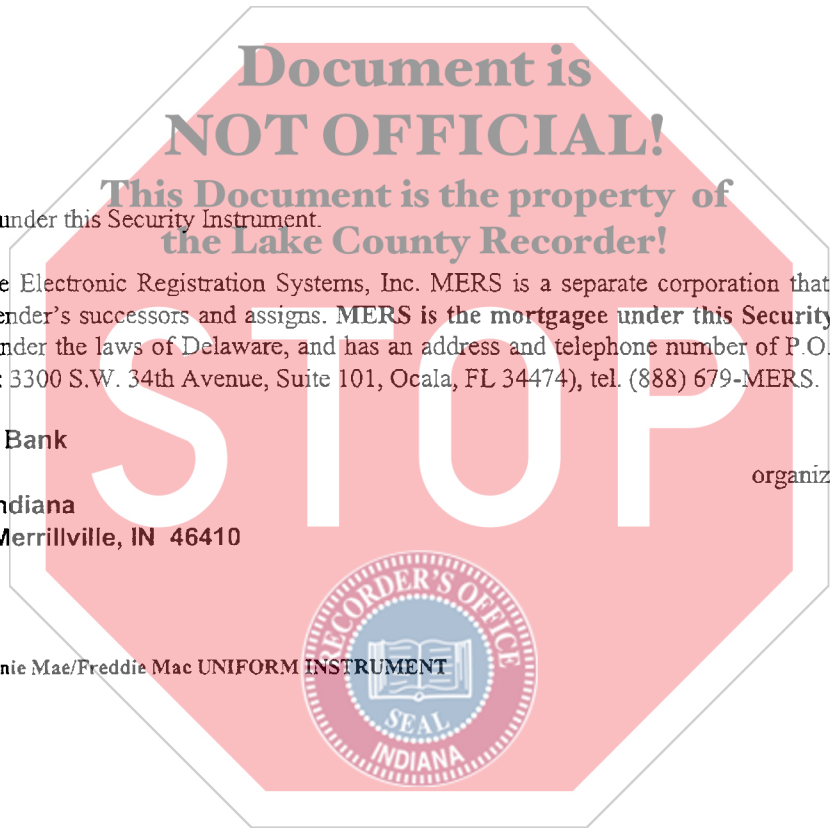 Document is
NOT OFFICIAL!
This Document is the property of
under this Security Instrument.
the Lake County Recorder!
e Electronic Registration Systems, Inc. MERS is a separate corporation that
ender's successors and assigns. MERS is the mortgagee under this Security
nder the laws of Delaware, and has an address and telephone number of P.O.
: 3300 S.W. 34th Avenue, Suite 101, Ocala, FL 34474), tel. (888) 679-MERS.
STOP
Bank
organiz
ndiana
Merrillville, IN 46410
RECORDER'S OFFICE
nie Mae/Freddie Mac UNIFORM INSTRUMENT
SEAL
INDIANA